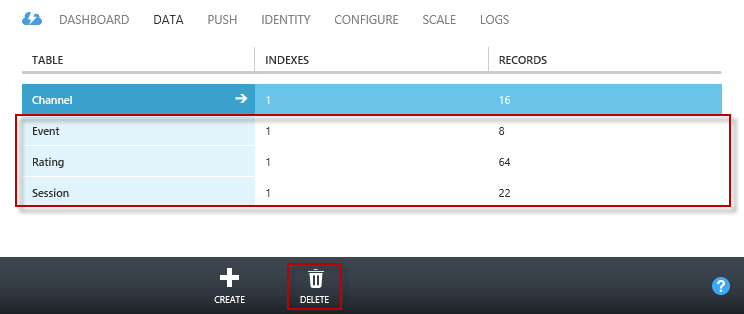 DASHBOARD DATA PUSH IDENTITY CONFIGURE SCALE LOGS
TABLE INDEXES RECORDS
Channel 1 16
Event 1 8
Rating 1 64
Session 1 22
CREATE DELETE ?